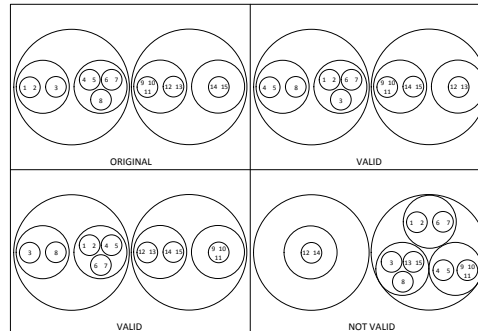 1 2 3 4 5 6 7 8 9 10 11 12 13 14 15
ORIGINAL
4 5 8 1 2 6 7 3 9 10 11 14 15 12 13
VALID
3 8 1 2 4 5 6 7 12 13 14 15 9 10 11
VALID
12 14 1 2 6 7 3 13 15 8 4 5 9 10 11
NOT VALID